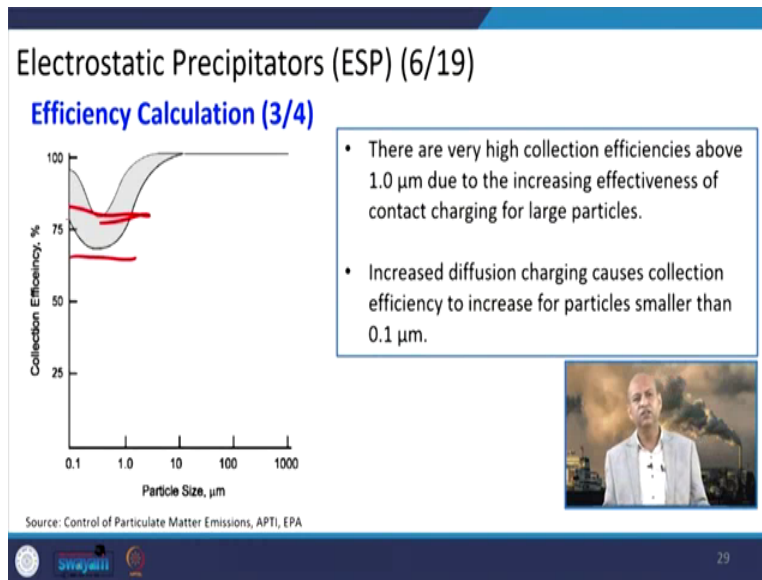 Electrostatic Precipitators (ESP) (6/19)
Efficiency Calculation (3/4)
100
75
50
25
Collection Efficeincy, %
0.1 1.0 10 100 1000
Particle Size, μm
• There are very high collection efficiencies above
1.0 μm due to the increasing effectiveness of
contact charging for large particles.
• Increased diffusion charging causes collection
efficiency to increase for particles smaller than
0.1 μm.
Source: Control of Particulate Matter Emissions, APTI, EPA
swayam
29